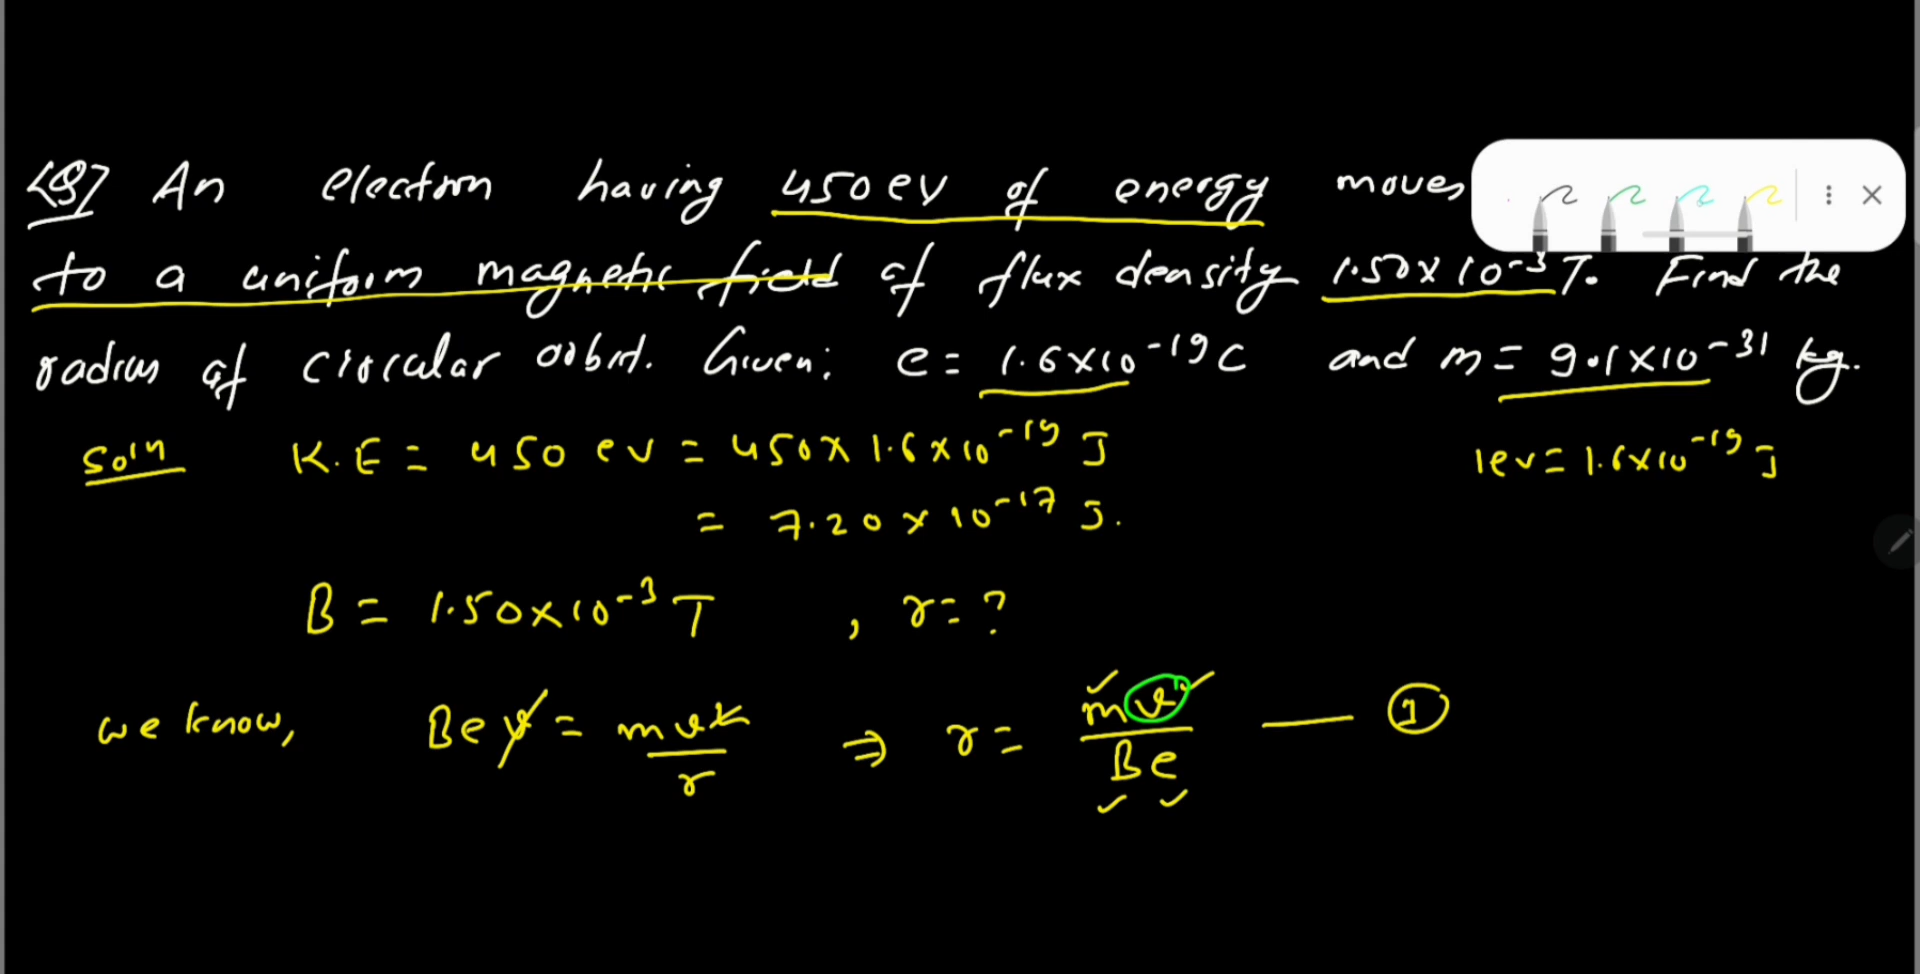 <Q> An electron having 450 eV of energy moves
to a uniform magnetic field of flux density 1.50 × 10⁻³ T. Find the
radius of circular orbit. Given: e = 1.6×10⁻¹⁹ C and m = 9.1×10⁻³¹ kg.
Soln K.E = 450 ev = 450 × 1.6 × 10⁻¹⁹ J 1ev = 1.6×10⁻¹⁹ J
= 7.20 × 10⁻¹⁷ J.
B = 1.50×10⁻³ T , r = ?
we know, Bev = mv²/r ⇒ r = mv/Be — ①